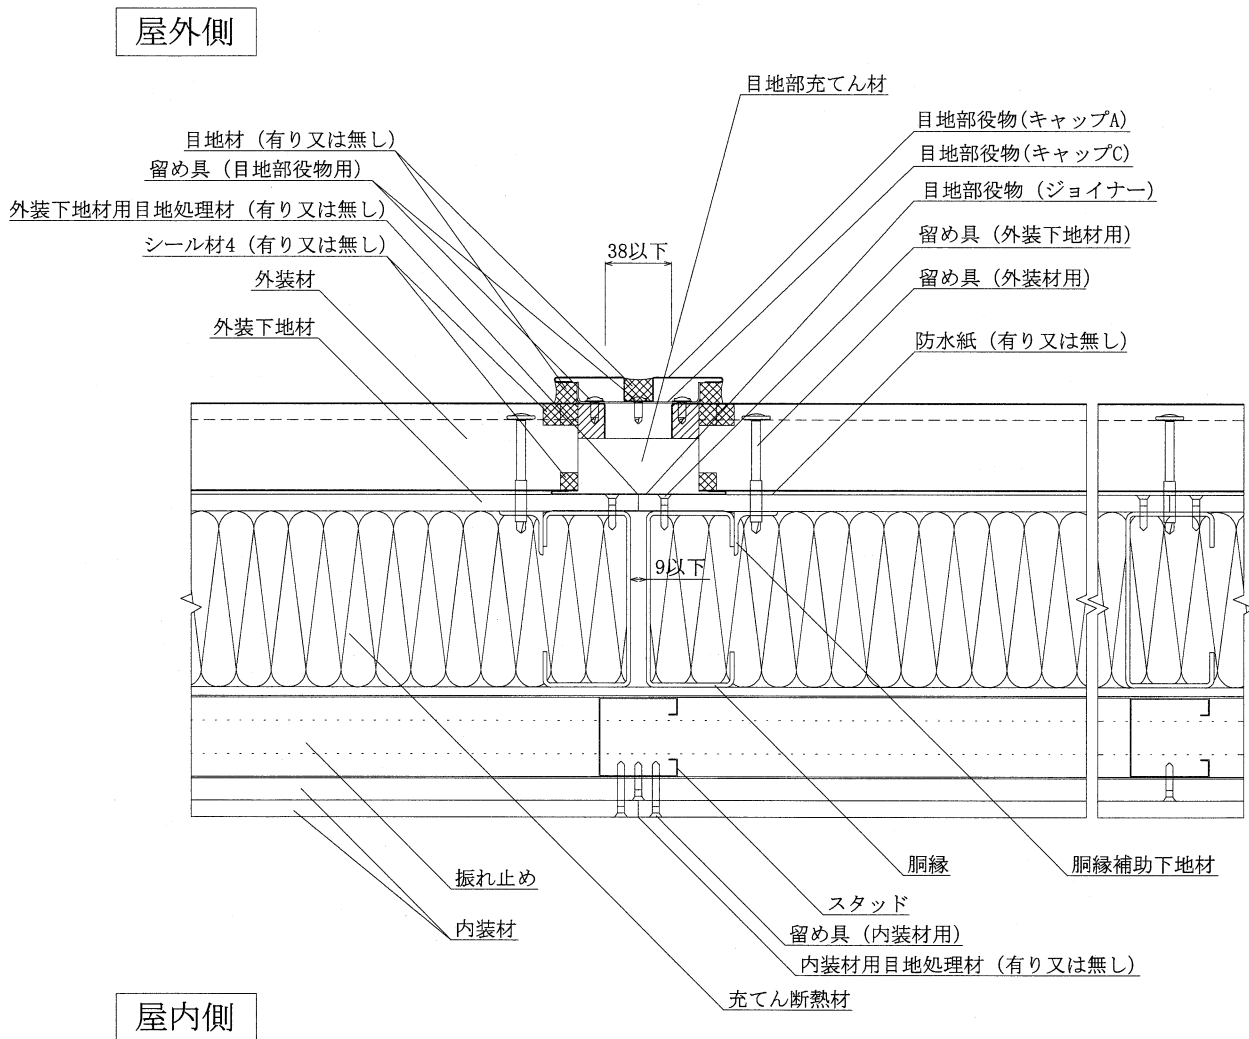 屋外側
目地部充てん材
目地材（有り又は無し）
留め具（目地部役物用）
外装下地材用目地処理材（有り又は無し）
シール材4（有り又は無し）
外装材
外装下地材
38以下
目地部役物(キャップA)
目地部役物(キャップC)
目地部役物（ジョイナー）
留め具（外装下地材用）
留め具（外装材用）
防水紙（有り又は無し）
9以下
振れ止め
内装材
胴縁
胴縁補助下地材
スタッド
留め具（内装材用）
内装材用目地処理材（有り又は無し）
充てん断熱材
屋内側